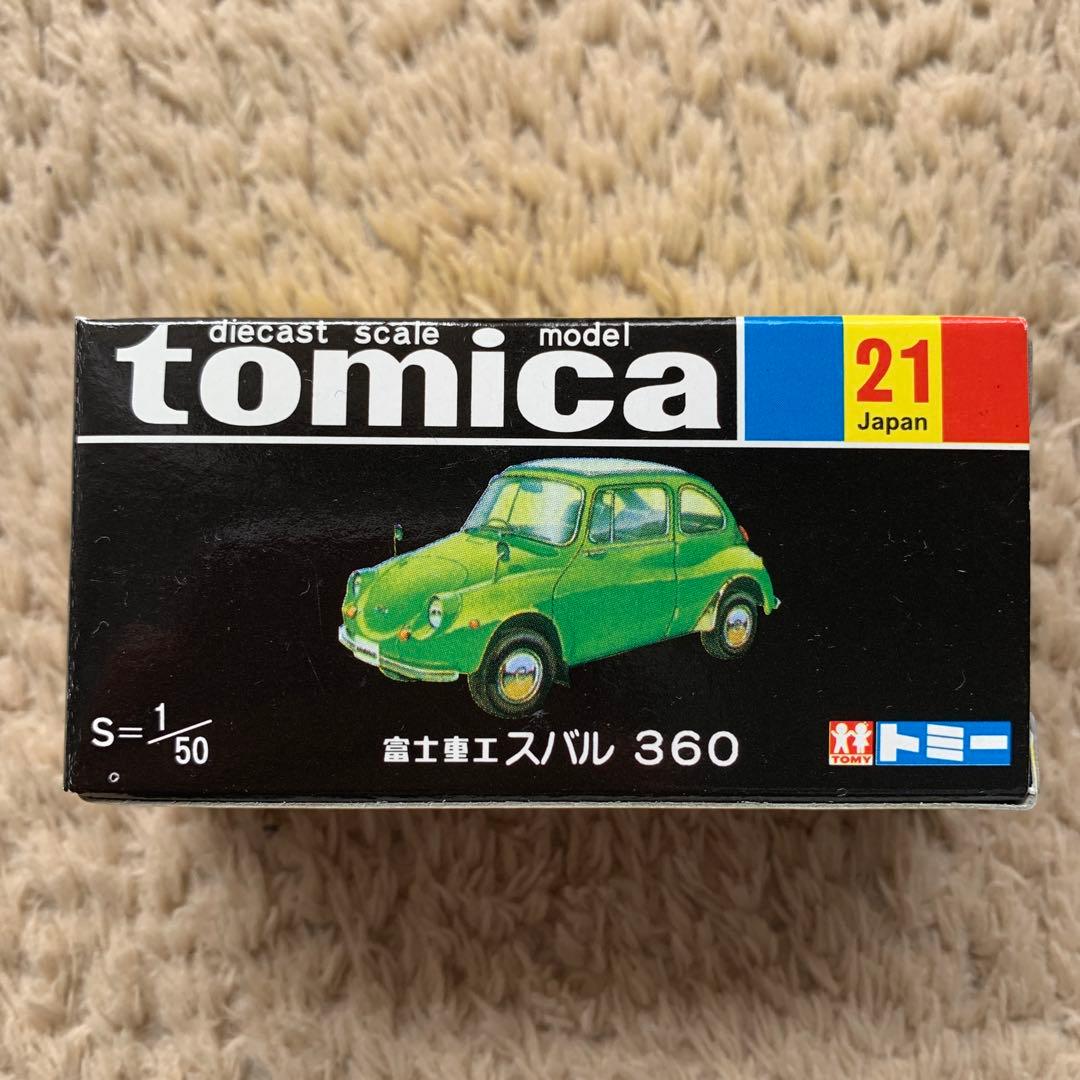 diecast scale model
tomica
21
Japan
S=1/50
富士重工スバル 360
TOMY
トミー